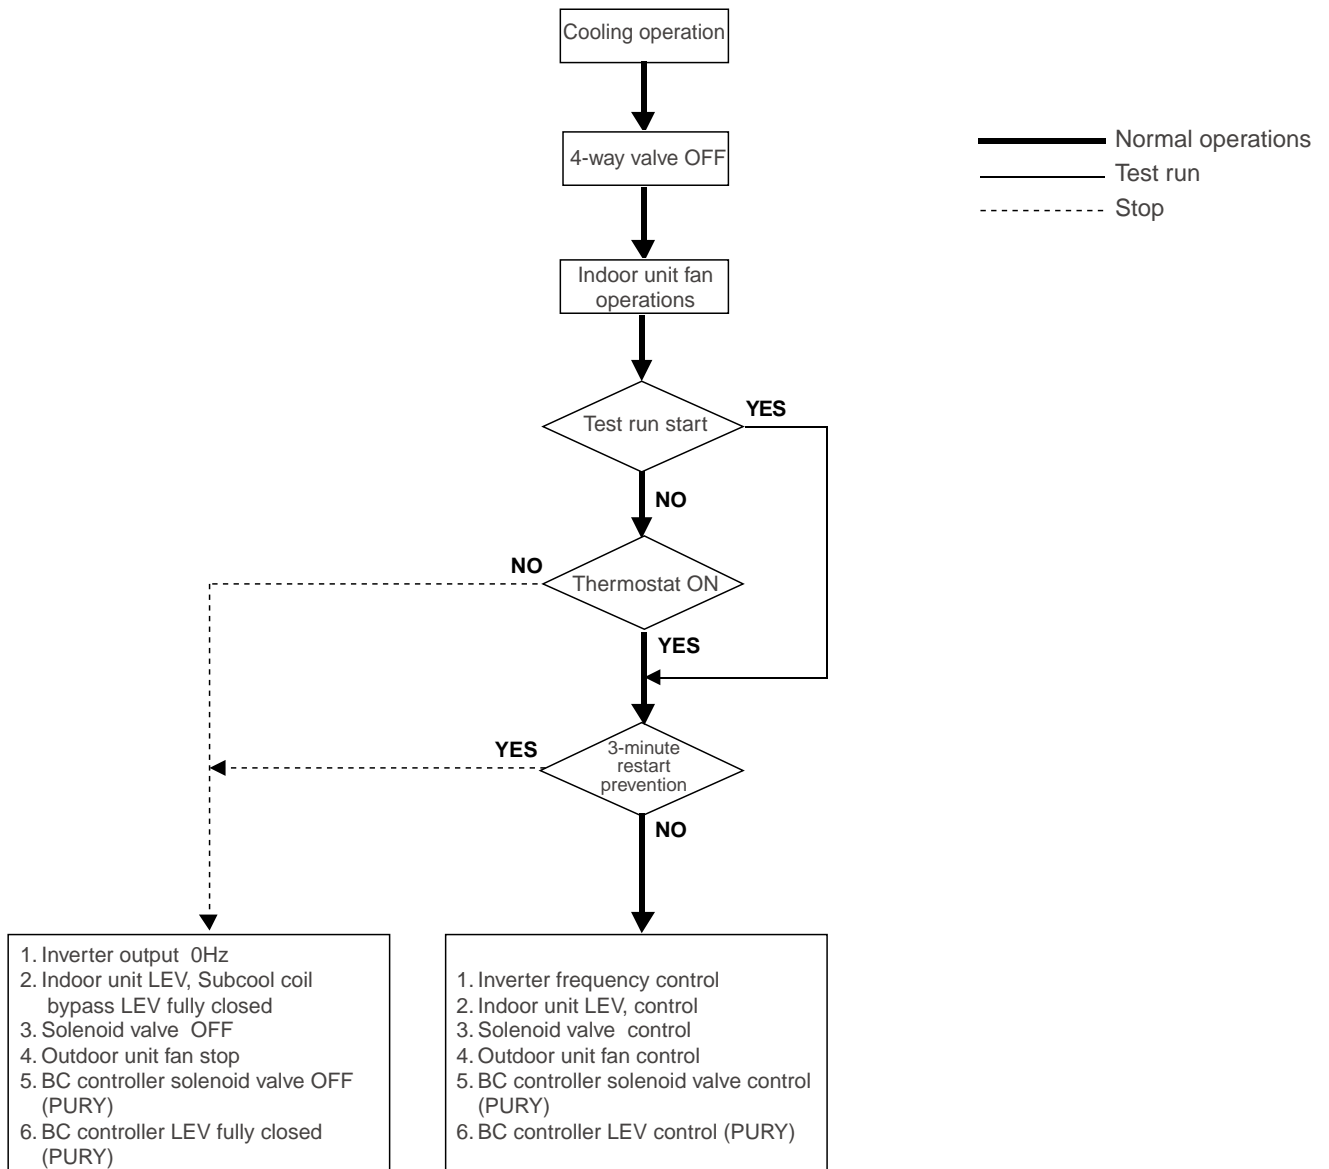 Cooling operation
4-way valve OFF
Normal operations
Test run
Stop
Indoor unit fan
operations
Test run start
YES
NO
NO
Thermostat ON
YES
YES
3-minute
restart
prevention
NO
1. Inverter output 0Hz
2. Indoor unit LEV, Subcool coil
bypass LEV fully closed
3. Solenoid valve OFF
4. Outdoor unit fan stop
5. BC controller solenoid valve OFF
(PURY)
6. BC controller LEV fully closed
(PURY)
1. Inverter frequency control
2. Indoor unit LEV, control
3. Solenoid valve control
4. Outdoor unit fan control
5. BC controller solenoid valve control
(PURY)
6. BC controller LEV control (PURY)